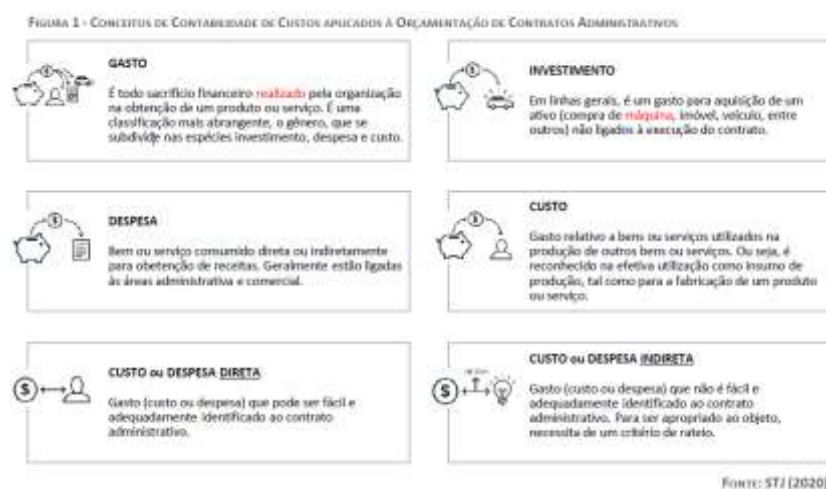 FIGURA 1 - CONCEITOS DE CONTABILIDADE DE CUSTOS APLICADOS À ORÇAMENTAÇÃO DE CONTRATOS ADMINISTRATIVOS
GASTO
É todo sacrifício financeiro realizado pela organização
na obtenção de um produto ou serviço. É uma
classificação mais abrangente, o gênero, que se
subdivide nas espécies investimento, despesa e custo.
INVESTIMENTO
Em linhas gerais, é um gasto para aquisição de um
ativo (compra de máquina, imóvel, veículo, entre
outros) não ligados à execução do contrato.
DESPESA
Bem ou serviço consumido direta ou indiretamente
para obetenção de receitas. Geralmente estão ligadas
às áreas administrativa e comercial.
CUSTO
Gasto relativo a bens ou serviços utilizados na
produção de outros bens ou serviços. Ou seja, é
reconhecido na efetiva utilização como insumo de
produção, tal como para a fabricação de um produto
ou serviço.
CUSTO ou DESPESA DIRETA
Gasto (custo ou despesa) que pode ser fácil e
adequadamente identificado ao contrato
administrativo.
CUSTO ou DESPESA INDIRETA
Gasto (custo ou despesa) que não é fácil e
adequadamente identificado ao contrato
administrativo. Para ser apropriado ao objeto,
necessita de um critério de rateio.
FONTE: STJ (2020)